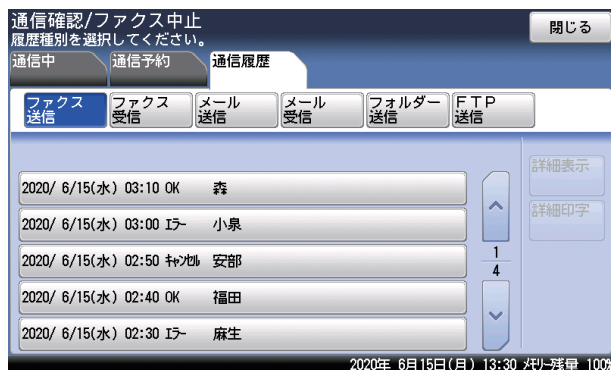 通信確認/ファクス中止
履歴種別を選択してください。
閉じる
通信中 通信予約 通信履歴
ファクス送信 ファクス受信 メール送信 メール受信 フォルダー送信 FTP送信
詳細表示
詳細印字
2020/ 6/15(水) 03:10 OK 森
2020/ 6/15(水) 03:00 エラー 小泉
2020/ 6/15(水) 02:50 キャンセル 安部
2020/ 6/15(水) 02:40 OK 福田
2020/ 6/15(水) 02:30 エラー 麻生
1
4
2020年 6月15日(月) 13:30 メモリー残量 100%